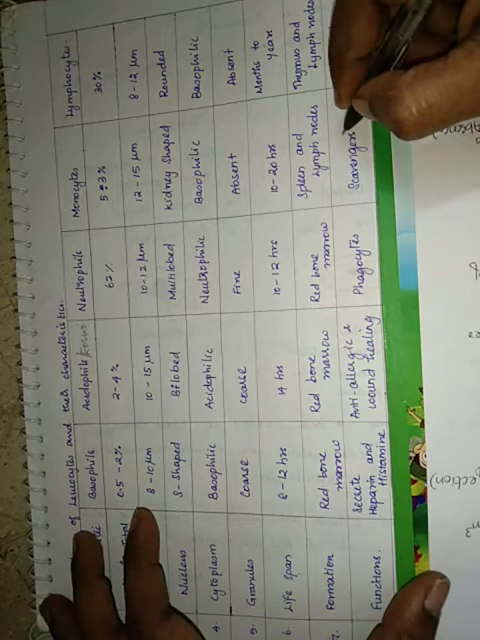 of Leucocytes and their characteristics.
Basophils Acidophils Neutrophils Monocytes Lymphocytes.
0.5-2% 2-4% 62% 5.3% 30%
8-10 µm 10-15 µm 10-12 µm 12-15 µm 8-12 µm
Nucleus S-Shaped Bilobed Multilobed Kidney Shaped Rounded
4. Cytoplasm Basophilic Acidophilic Neutrophilic Basophilic Basophilic
5. Granules Coarse Coarse Fine Absent Absent
6. Life Span 8-12 hrs 14 hrs 10-12 hrs 10-20 hrs Months to
years
7. Formation Red bone Red bone Red bone Spleen and Thymus and
marrow marrow marrow Lymph nodes Lymph nodes
Functions. Secrete Anti-allergic & Phagocytes Scavengers
Heparin and wound healing
Histamine